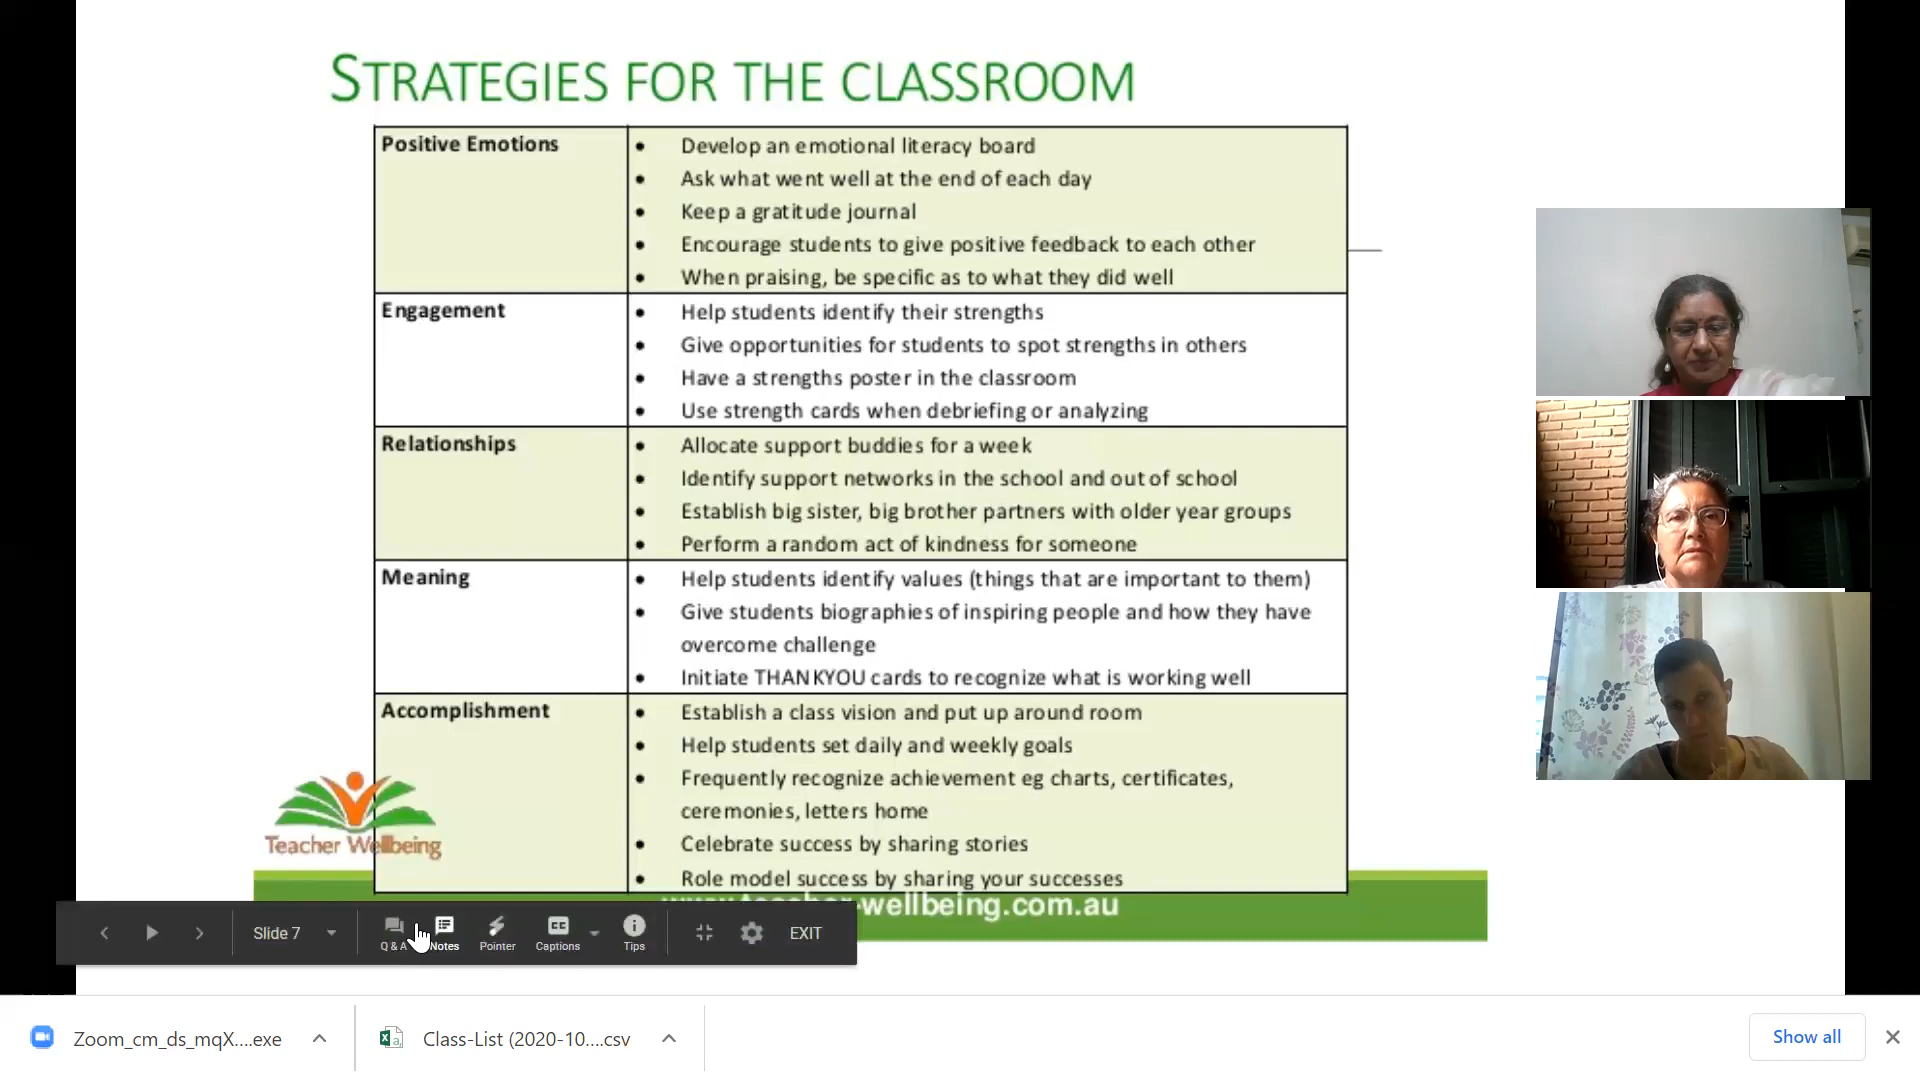 STRATEGIES FOR THE CLASSROOM
Positive Emotions
• Develop an emotional literacy board
• Ask what went well at the end of each day
• Keep a gratitude journal
• Encourage students to give positive feedback to each other
• When praising, be specific as to what they did well
Engagement
• Help students identify their strengths
• Give opportunities for students to spot strengths in others
• Have a strengths poster in the classroom
• Use strength cards when debriefing or analyzing
Relationships
• Allocate support buddies for a week
• Identify support networks in the school and out of school
• Establish big sister, big brother partners with older year groups
• Perform a random act of kindness for someone
Meaning
• Help students identify values (things that are important to them)
• Give students biographies of inspiring people and how they have
overcome challenge
• Initiate THANKYOU cards to recognize what is working well
Accomplishment
• Establish a class vision and put up around room
• Help students set daily and weekly goals
• Frequently recognize achievement eg charts, certificates,
ceremonies, letters home
• Celebrate success by sharing stories
• Role model success by sharing your successes
Teacher Wellbeing
-wellbeing.com.au
Slide 7
Q & A
Notes
Pointer
CC
Captions
Tips
EXIT
Zoom_cm_ds_mqX....exe
Class-List (2020-10....csv
Show all